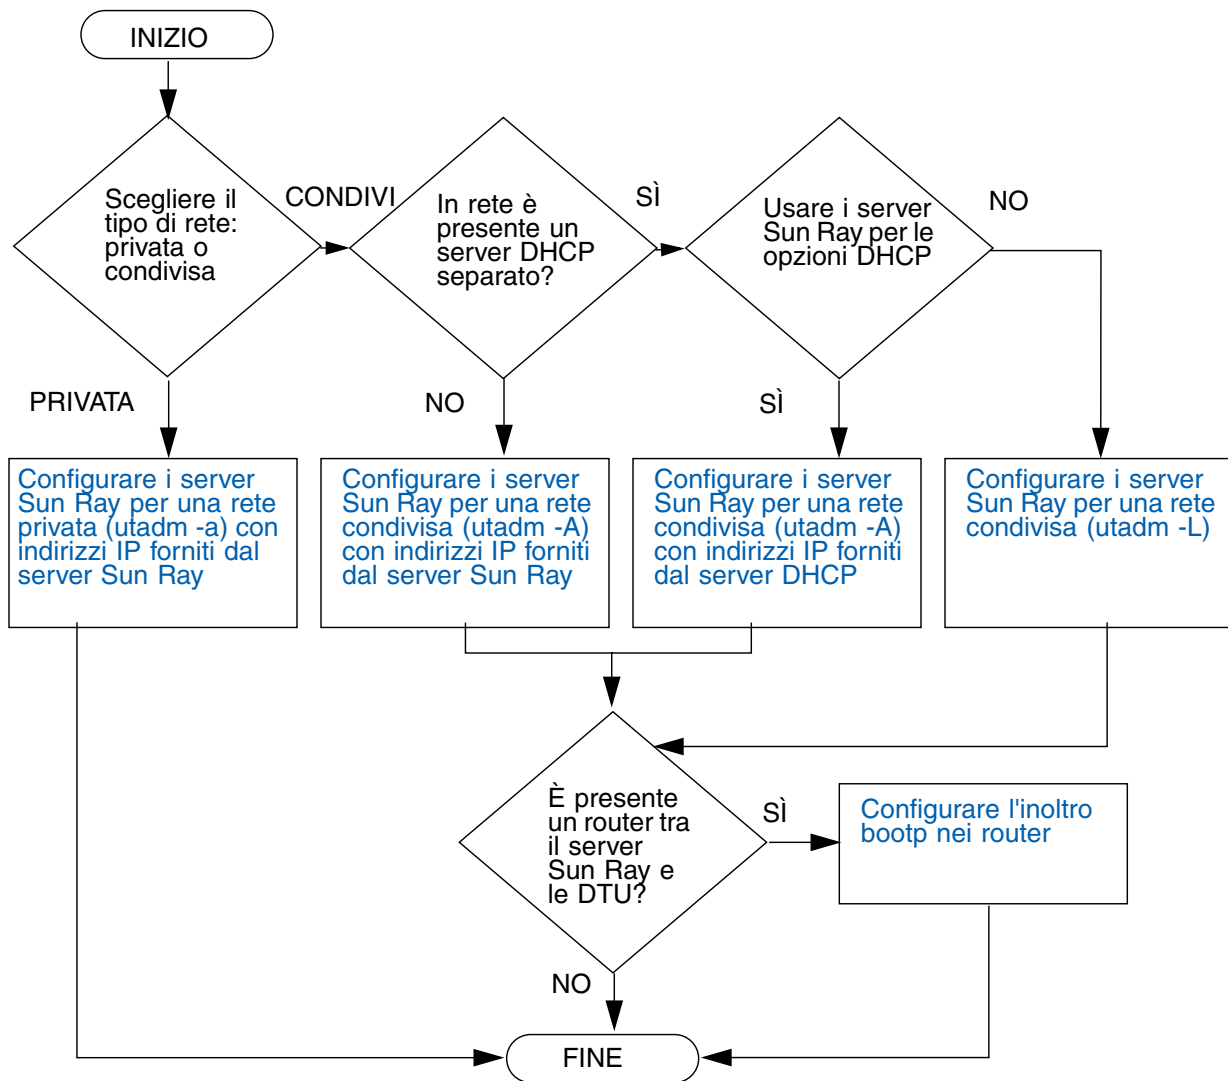 INIZIO
Scegliere il
tipo di rete:
privata o
condivisa
CONDIVI
In rete è
presente un
server DHCP
separato?
SÌ
Usare i server
Sun Ray per le
opzioni DHCP
NO
PRIVATA
NO
SÌ
Configurare i server
Sun Ray per una rete
privata (utadm -a) con
indirizzi IP forniti dal
server Sun Ray
Configurare i server
Sun Ray per una rete
condivisa (utadm -A)
con indirizzi IP forniti
dal server Sun Ray
Configurare i server
Sun Ray per una rete
condivisa (utadm -A)
con indirizzi IP forniti
dal server DHCP
Configurare i server
Sun Ray per una rete
condivisa (utadm -L)
È presente
un router tra
il server
Sun Ray e
le DTU?
SÌ
Configurare l'inoltro
bootp nei router
NO
FINE